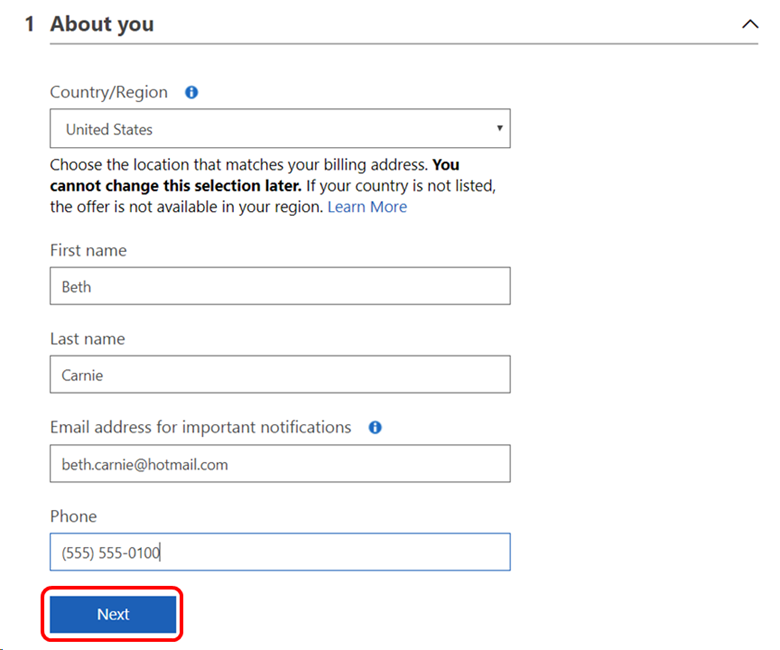 1 About you
Country/Region
United States
Choose the location that matches your billing address. You
cannot change this selection later. If your country is not listed,
the offer is not available in your region. Learn More
First name
Beth
Last name
Carnie
Email address for important notifications
beth.carnie@hotmail.com
Phone
(555) 555-0100
Next